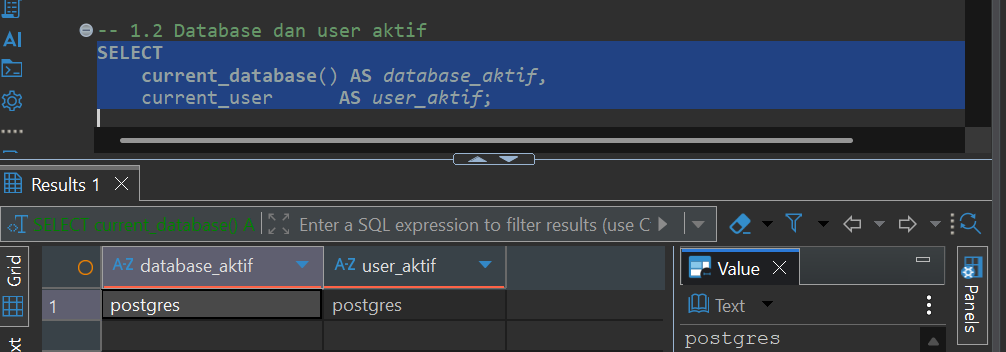 -- 1.2 Database dan user aktif
AI
SELECT
current_database() AS database_aktif,
current_user AS user_aktif;
Results 1
SELECT current_database() A
Enter a SQL expression to filter results (use C
Grid
A-Z database_aktif
A-Z user_aktif
Value
Panels
1 postgres postgres
Text
xt
postgres